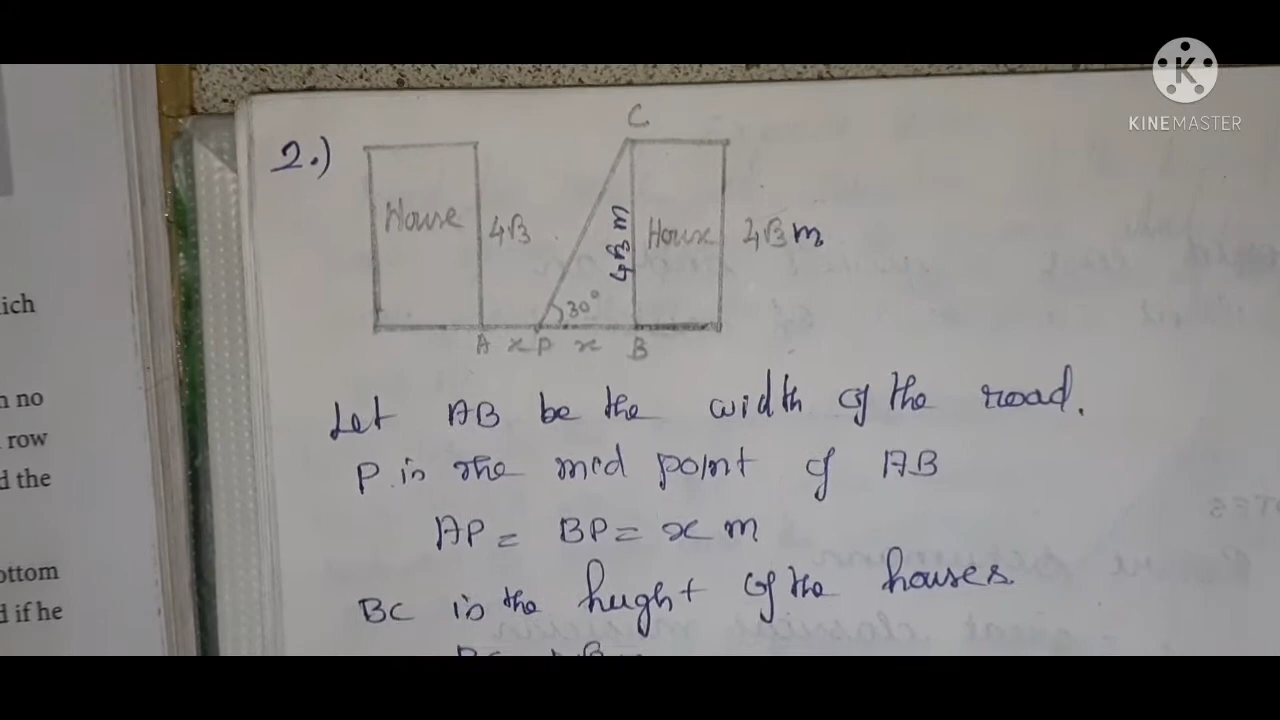 KINEMASTER
2.)
C
House
4√3
4√3 m
House
4√3 m
30°
A x P x B
ich
Let AB be the width of the road.
n no
row
P is the mid point of AB
d the
AP = BP = x m
ottom
BC is the hught of the houses.
d if he